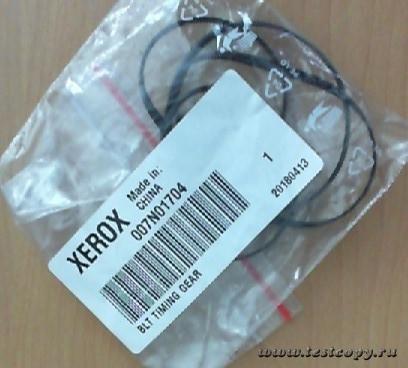 XEROX
Made in:
CHINA
007N01704
1
20180413
BLT TIMING GEAR
www.testcopy.ru